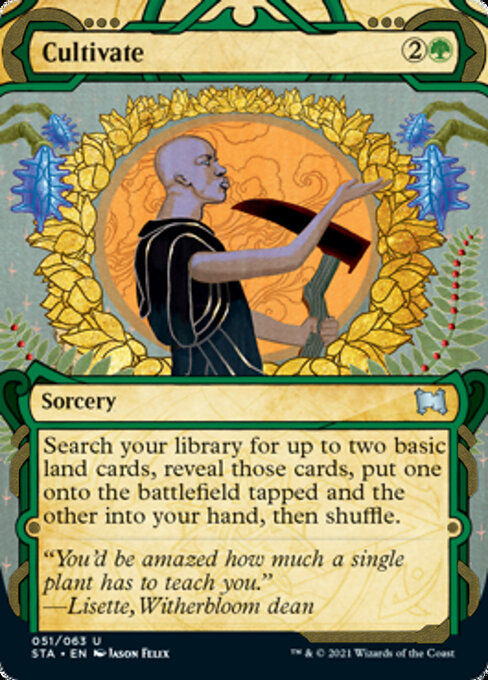 Cultivate 2
Sorcery
Search your library for up to two basic
land cards, reveal those cards, put one
onto the battlefield tapped and the
other into your hand, then shuffle.
“You’d be amazed how much a single
plant has to teach you.”
—Lisette, Witherbloom dean
051/063 U
STA • EN Jason Felix ™ & © 2021 Wizards of the Coast